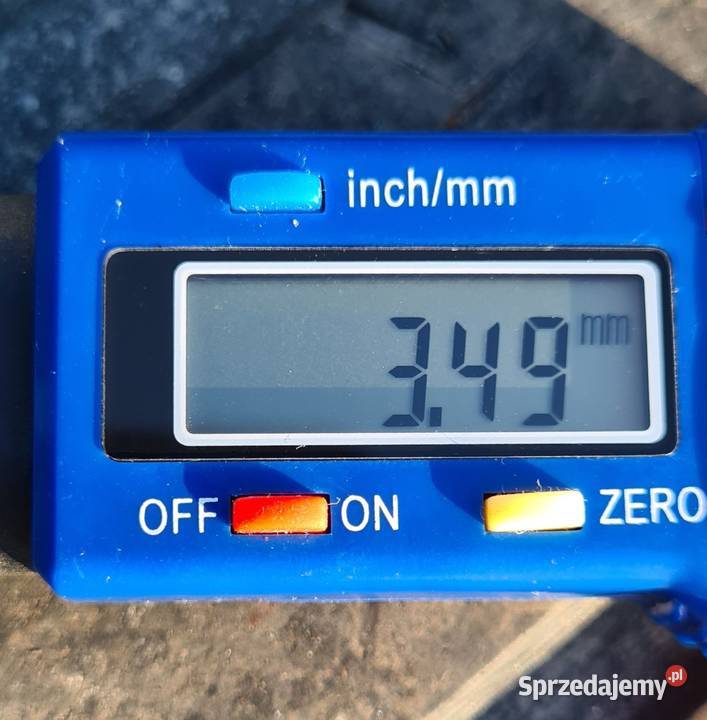 inch/mm
3.49 mm
OFF ON ZERO
Sprzedajemy.pl